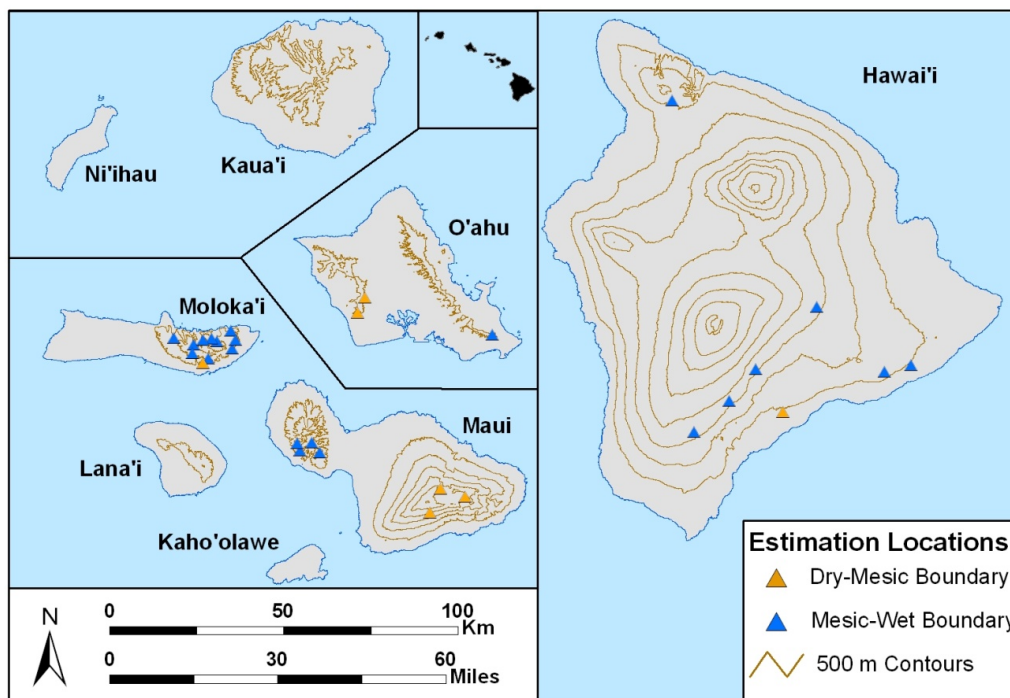 Hawai'i
Kaua'i
Ni'ihau
O'ahu
Moloka'i
Maui
Lana'i
Kaho'olawe
N
0 50 100
Km
0 30 60
Miles
Estimation Locations
Dry-Mesic Boundary
Mesic-Wet Boundary
500 m Contours